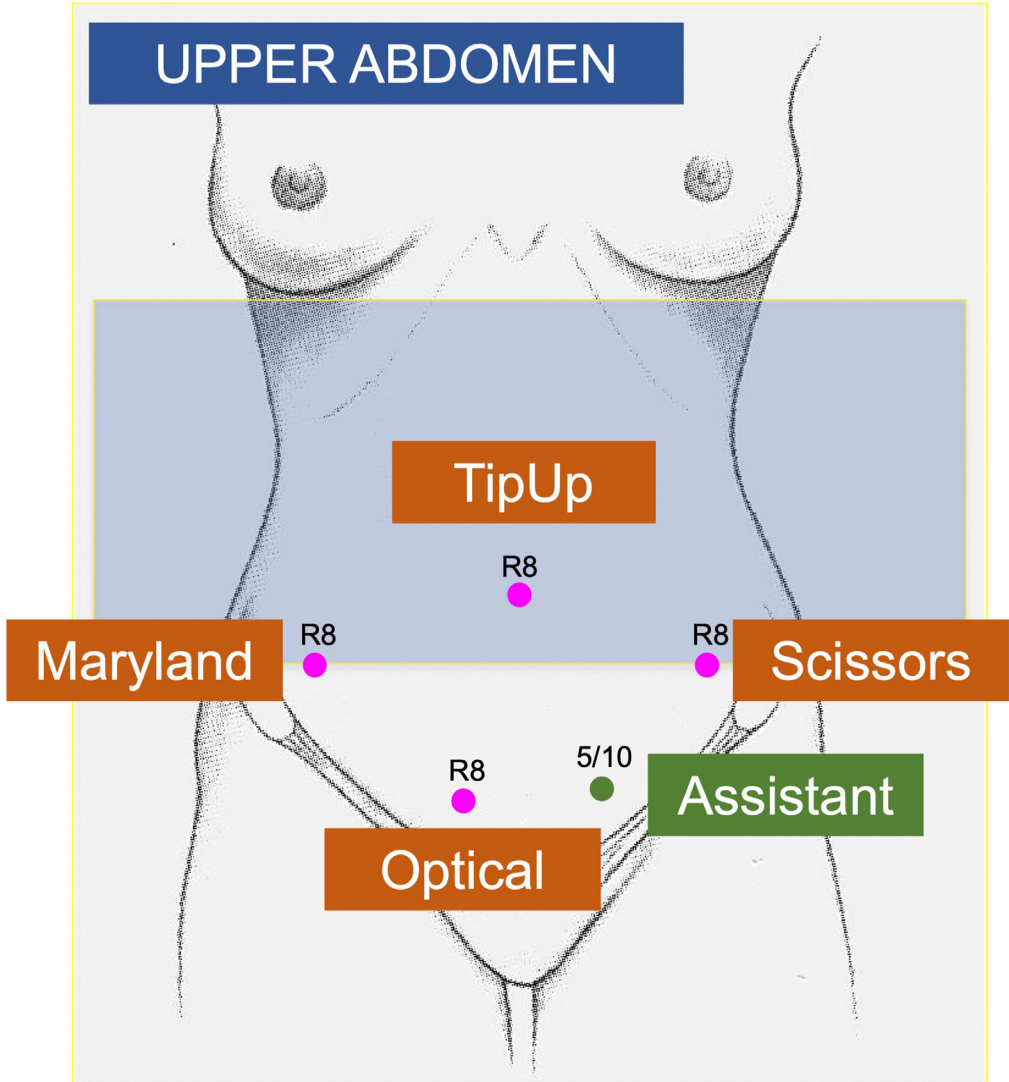 UPPER ABDOMEN
TipUp
R8
R8
R8
Maryland
Scissors
R8
5/10
Assistant
Optical